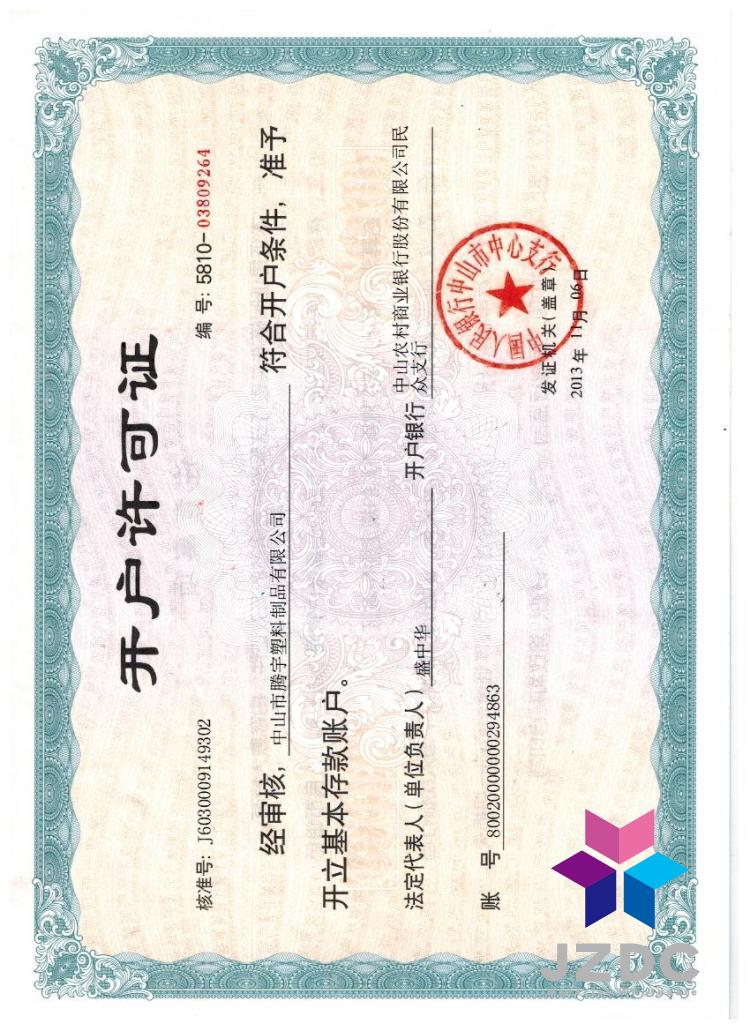 开户许可证
核准号: J6030009149302
编号: 5810-03809264
经审核, 中山市腾宇塑料制品有限公司 符合开户条件, 准予
开立基本存款账户。
法定代表人(单位负责人) 盛中华 开户银行 中山农村商业银行股份有限公司民
众支行
账 号 80020000000294863
中国人民银行中山市中心支行
发证机关(盖章)
2013年 11月 06日
JZDC